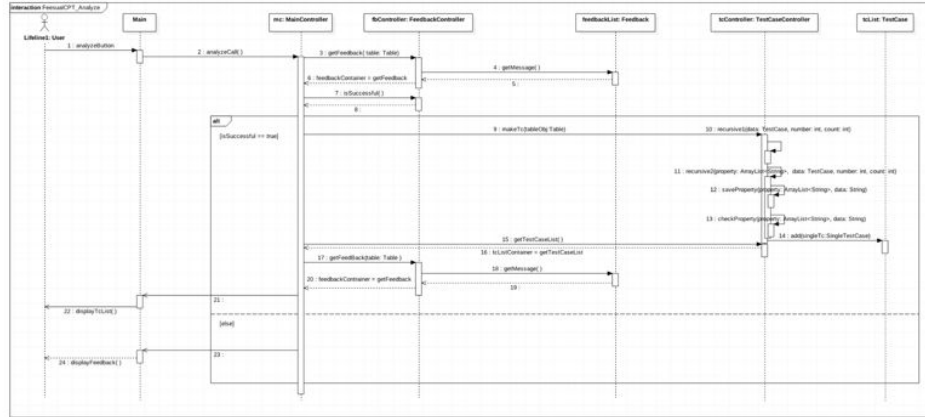 interaction FeesualCPT_Analyze
Lifeline1: User
Main
mc: MainController
fbController: FeedbackController
feedbackList: Feedback
tcController: TestCaseController
tcList: TestCase
1 : analyzeButton
2 : analyzeCall( )
3 : getFeedback( table: Table)
4 : getMessage( )
5 :
6 : feedbackContainer = getFeedback
7 : isSuccessful( )
8 :
alt
[isSuccessful == true]
9 : makeTc(tableObj:Table)
10 : recursive1(data: TestCase, number: int, count: int)
11 : recursive2(property: ArrayList<String>, data: TestCase, number: int, count: int)
12 : saveProperty(property: ArrayList<String>, data: String)
13 : checkProperty(property: ArrayList<String>, data: String)
14 : add(singleTc:SingleTestCase)
15 : getTestCaseList( )
16 : tcListContainer = getTestCaseList
17 : getFeedBack(table: Table )
18 : getMessage( )
19 :
20 : feedbackContrainer = getFeedback
21 :
22 : displayTcList( )
[else]
23 :
24 : displayFeedback( )